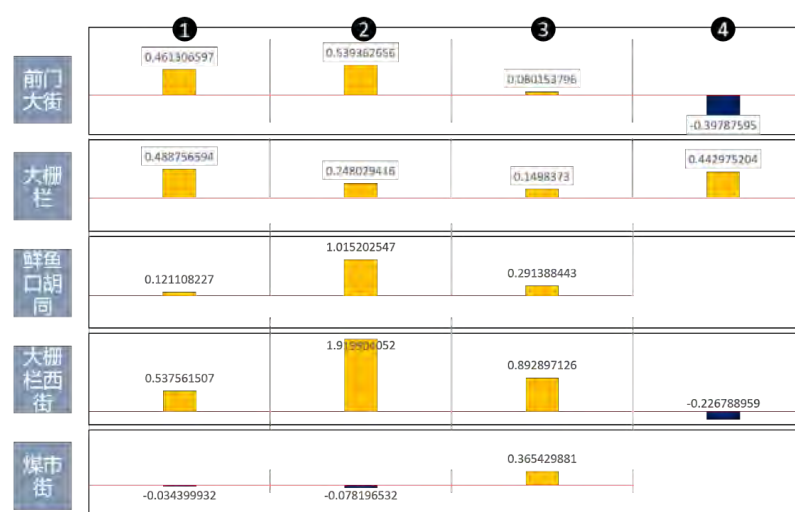 1 2 3 4
前门
大街
0.461306597 0.539362656 0.080153796 -0.39787595
大栅
栏
0.488756594 0.248029416 0.1498373 0.442975204
鲜鱼
口胡
同
0.121108227 1.015202547 0.291388443
大栅
栏西
街
0.537561507 0.892897126 -0.226788959
煤市
街
-0.034399932 -0.078196532 0.365429881